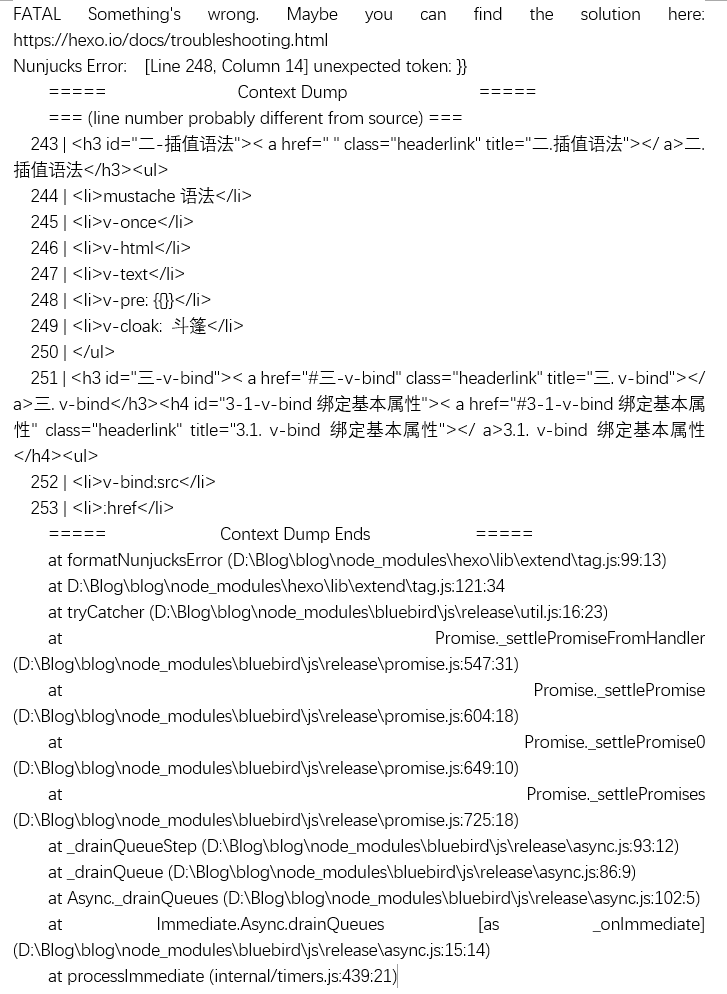 FATAL Something's wrong. Maybe you can find the solution here:
https://hexo.io/docs/troubleshooting.html
Nunjucks Error: [Line 248, Column 14] unexpected token: }}
===== Context Dump =====
=== (line number probably different from source) ===
243 | <h3 id="二-插值语法">< a href=" " class="headerlink" title="二.插值语法"></ a>二.
插值语法</h3><ul>
244 | <li>mustache 语法</li>
245 | <li>v-once</li>
246 | <li>v-html</li>
247 | <li>v-text</li>
248 | <li>v-pre: {{}}</li>
249 | <li>v-cloak: 斗篷</li>
250 | </ul>
251 | <h3 id="三-v-bind">< a href="#三-v-bind" class="headerlink" title="三. v-bind"></
a>三. v-bind</h3><h4 id="3-1-v-bind 绑定基本属性">< a href="#3-1-v-bind 绑定基本属
性" class="headerlink" title="3.1. v-bind 绑定基本属性"></ a>3.1. v-bind 绑定基本属性
</h4><ul>
252 | <li>v-bind:src</li>
253 | <li>:href</li>
===== Context Dump Ends =====
at formatNunjucksError (D:\Blog\blog\node_modules\hexo\lib\extend\tag.js:99:13)
at D:\Blog\blog\node_modules\hexo\lib\extend\tag.js:121:34
at tryCatcher (D:\Blog\blog\node_modules\bluebird\js\release\util.js:16:23)
at Promise._settlePromiseFromHandler
(D:\Blog\blog\node_modules\bluebird\js\release\promise.js:547:31)
at Promise._settlePromise
(D:\Blog\blog\node_modules\bluebird\js\release\promise.js:604:18)
at Promise._settlePromise0
(D:\Blog\blog\node_modules\bluebird\js\release\promise.js:649:10)
at Promise._settlePromises
(D:\Blog\blog\node_modules\bluebird\js\release\promise.js:725:18)
at _drainQueueStep (D:\Blog\blog\node_modules\bluebird\js\release\async.js:93:12)
at _drainQueue (D:\Blog\blog\node_modules\bluebird\js\release\async.js:86:9)
at Async._drainQueues (D:\Blog\blog\node_modules\bluebird\js\release\async.js:102:5)
at Immediate.Async.drainQueues [as _onImmediate]
(D:\Blog\blog\node_modules\bluebird\js\release\async.js:15:14)
at processImmediate (internal/timers.js:439:21)